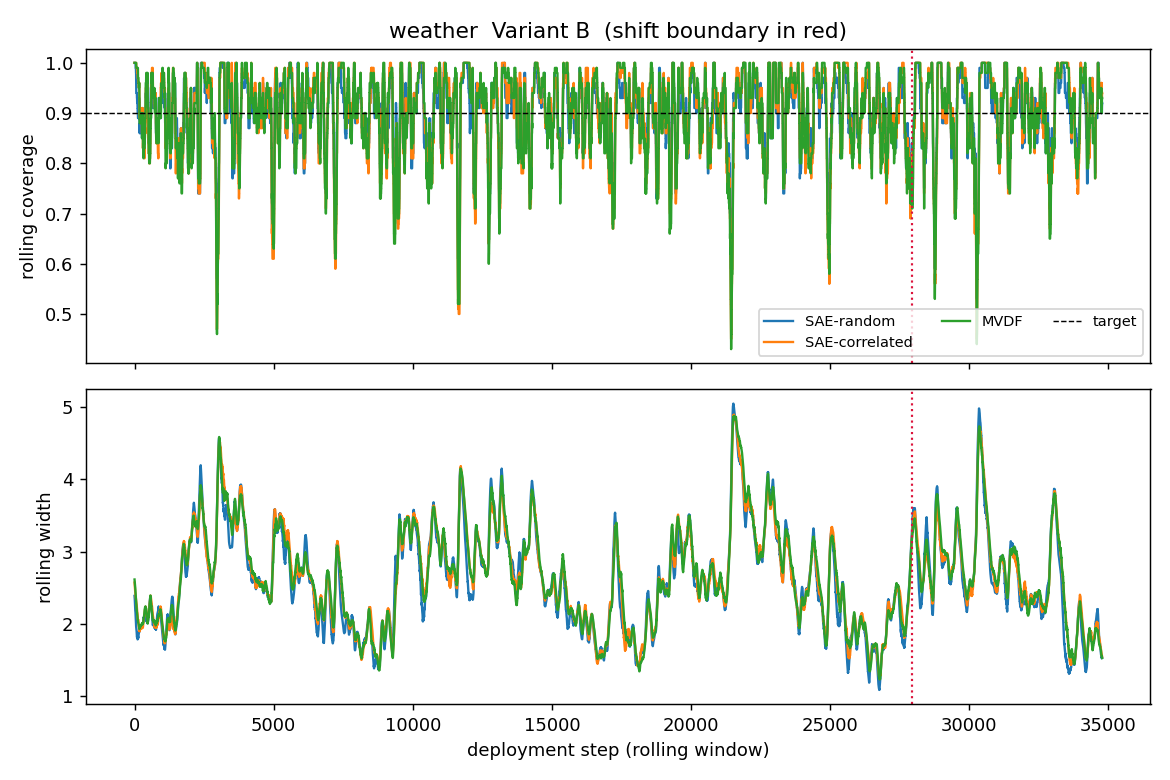 weather  Variant B  (shift boundary in red)
1.0
0.9
0.8
0.7
0.6
0.5
rolling coverage
SAE-random MVDF target
SAE-correlated
5
4
3
2
1
rolling width
0 5000 10000 15000 20000 25000 30000 35000
deployment step (rolling window)